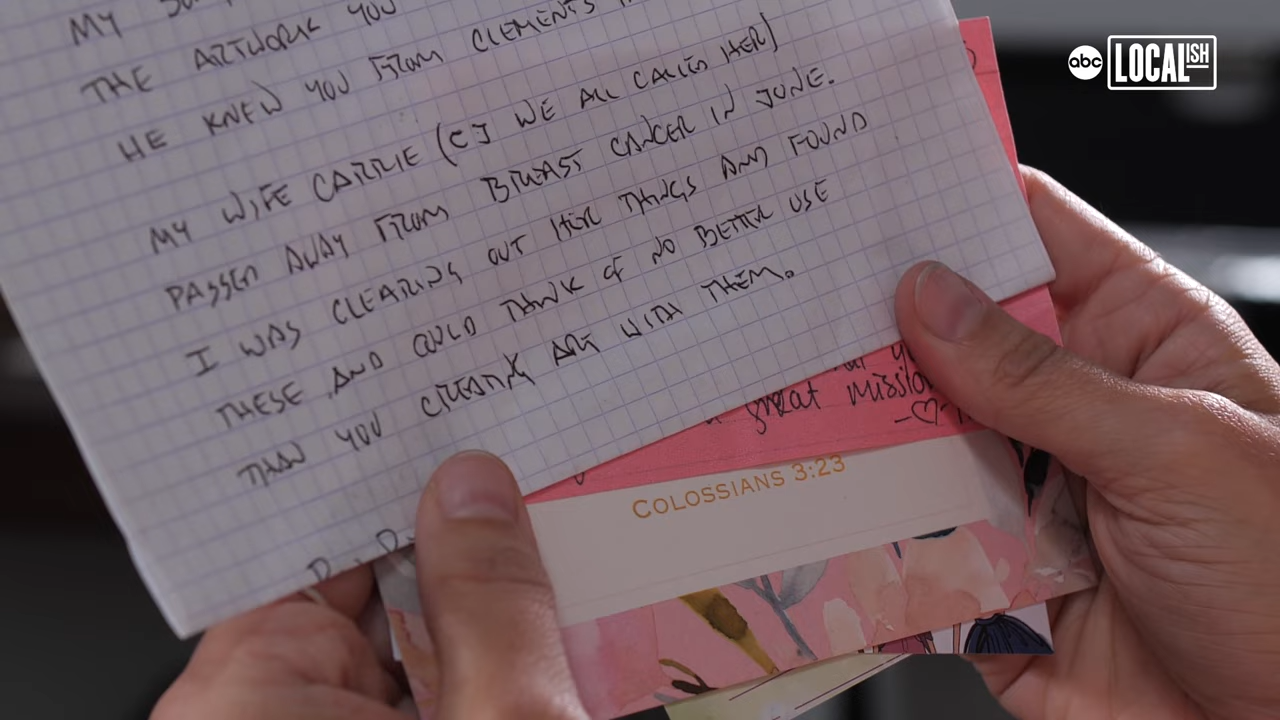 abc LOCALISH
MY
THE ARTWORK YOU
HE KNEW YOU FROM CLEMENTS
MY WIFE CARRIE (CJ WE ALL CALLED HER)
PASSED AWAY FROM BREAST CANCER IN JUNE.
I WAS CLEARING OUT HER THINGS AND FOUND
THESE AND COULD THINK OF NO BETTER USE
THAN YOU CREATING ART WITH THEM.
great mission
-♡
COLOSSIANS 3:23